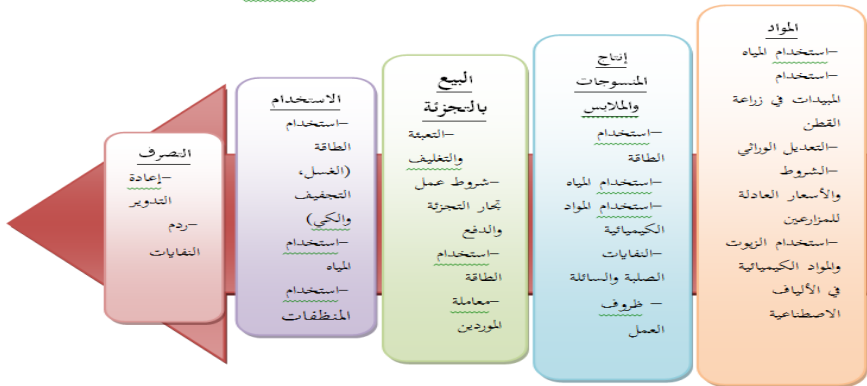 المواد
-استخدام المياه
-استخدام
المبيدات في زراعة
القطن
-التعديل الوراثي
-الشروط
والأسعار العادلة
للمزارعين
-استخدام الزيوت
والمواد الكيميائية
في الألياف
الاصطناعية
إنتاج
المنسوجات
والملابس
-استخدام
الطاقة
-استخدام المياه
-استخدام المواد
الكيميائية
-النفايات
الصلبة والسائلة
- ظروف
العمل
البيع
بالتجزئة
-التعبئة
والتغليف
-شروط عمل
تجار التجزئة
والدفع
-استخدام
الطاقة
-معاملة
الموردين
الاستخدام
-استخدام
الطاقة
(الغسل،
التجفيف
والكي)
-استخدام
المياه
-استخدام
المنظفات
التصرف
-إعادة
التدوير
-ردم
النفايات